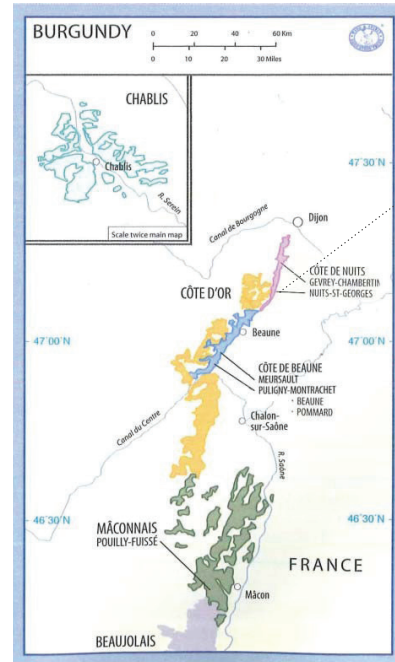 BURGUNDY
0 20 40 60 Km
0 10 20 30 Miles
CHABLIS
Chablis
R. Serein
Scale twice main map
47°30'N
Dijon
Canal de Bourgogne
CÔTE DE NUITS
GEVREY-CHAMBERTIN
NUITS-ST-GEORGES
CÔTE D'OR
47°00'N
47°00'N
Beaune
CÔTE DE BEAUNE
MEURSAULT
PULIGNY-MONTRACHET
BEAUNE
POMMARD
Canal du Centre
Chalon-
sur-Saône
R. Saône
46°30'N
46°30'N
MÂCONNAIS
POUILLY-FUISSÉ
FRANCE
Mâcon
BEAUJOLAIS